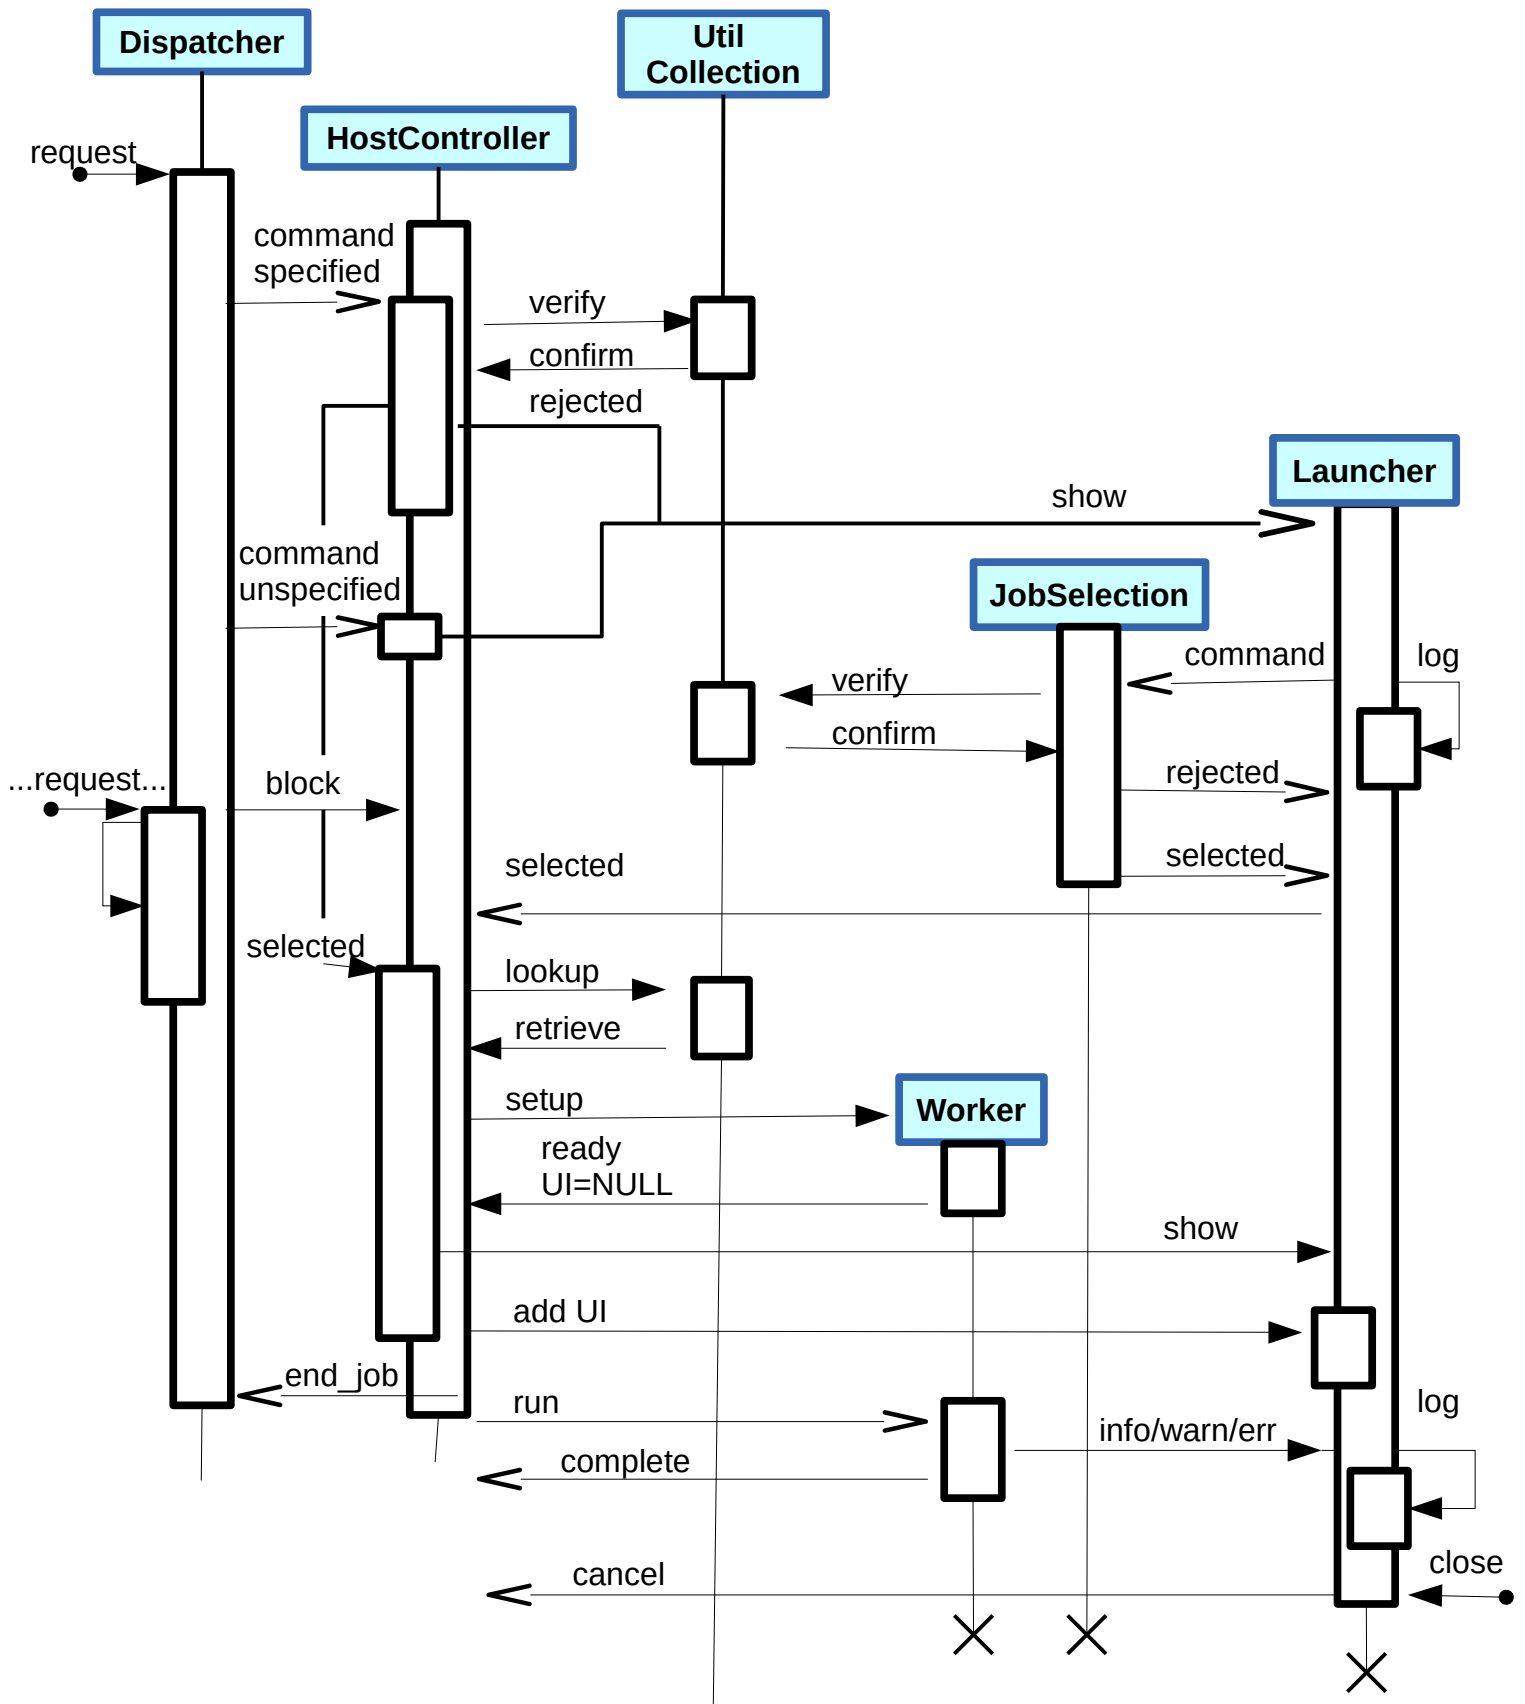 Dispatcher
Util
Collection
HostController
request
command
specified
verify
confirm
rejected
Launcher
show
command
unspecified
JobSelection
command
log
verify
confirm
rejected
...request...
block
selected
selected
selected
lookup
retrieve
setup
Worker
ready
UI=NULL
show
add UI
end_job
run
log
info/warn/err
complete
close
cancel